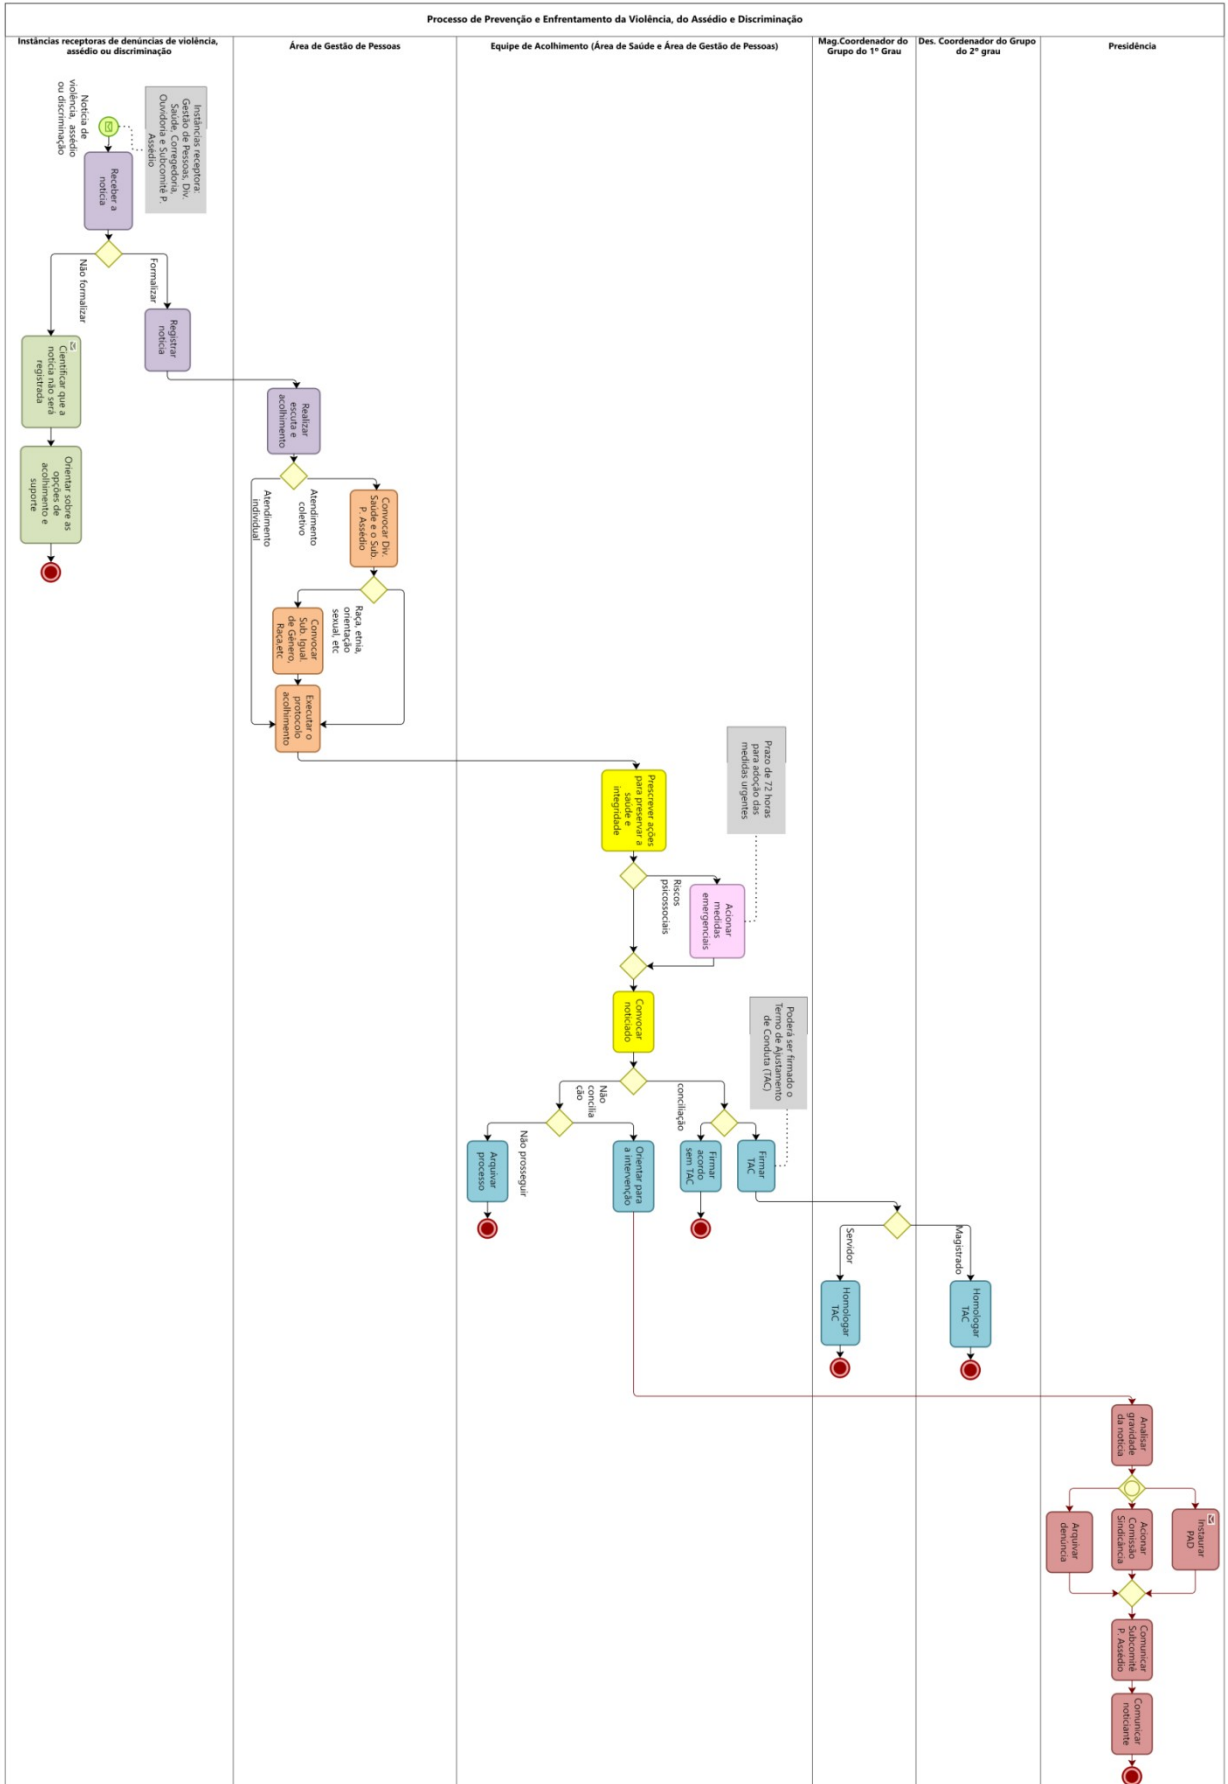 Processo de Prevenção e Enfrentamento da Violência, do Assédio e Discriminação
Instâncias receptoras de denúncias de violência,
assédio ou discriminação
Área de Gestão de Pessoas
Equipe de Acolhimento (Área de Saúde e Área de Gestão de Pessoas)
Mag.Coordenador do
Grupo do 1º Grau
Des. Coordenador do Grupo
do 2º grau
Presidência
Instâncias receptora:
Gestão de Pessoas, Div.
Saúde, Corregedoria,
Ouvidoria e Subcomitê P.
Assédio
Notícia de
violência, assédio
ou discriminação
Receber a
notícia
Formalizar
Não formalizar
Registrar
notícia
Cientificar que a
notícia não será
registrada
Orientar sobre as
opções de
acolhimento e
suporte
Realizar
escuta e
acolhimento
Atendimento
coletivo
Atendimento
individual
Convocar Div.
Saúde e o Sub.
P. Assédio
Raça, etnia,
orientação
sexual, etc
Convocar
Sub. Igual.
de Gênero,
Raça,etc
Executar o
protocolo
acolhimento
Prazo de 72 horas
para adoção das
medidas urgentes
Prescrever ações
para preservar a
saúde e
integridade
Riscos
psicossociais
Acionar
medidas
emergenciais
Convocar
noticiado
Poderá ser firmado o
Termo de Ajustamento
de Conduta (TAC)
conciliação
Não
concilia
ção
Não prosseguir
Firmar
TAC
Firmar
acordo
sem TAC
Orientar para
a intervenção
Arquivar
processo
Magistrado
Servidor
Homologar
TAC
Homologar
TAC
Analisar
gravidade
da notícia
Instaurar
PAD
Acionar
Comissão
Sindicância
Arquivar
denúncia
Comunicar
Subcomitê
P. Assédio
Comunicar
noticiante